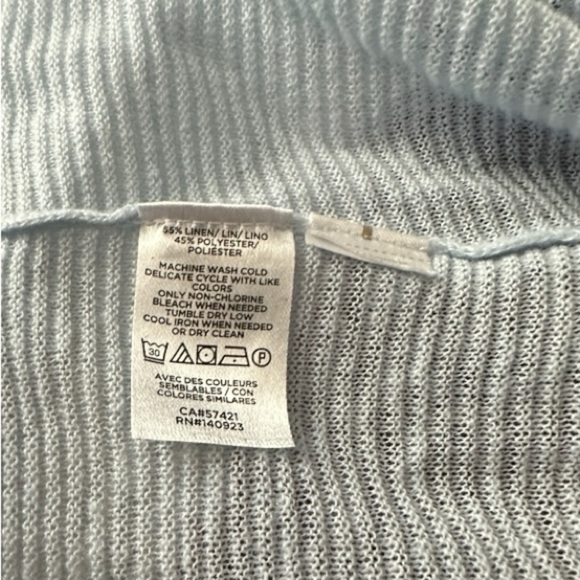 55% LINEN/ LIN/ LINO
45% POLYESTER/
POLIÉSTER
MACHINE WASH COLD
DELICATE CYCLE WITH LIKE
COLORS
ONLY NON-CHLORINE
BLEACH WHEN NEEDED
TUMBLE DRY LOW
COOL IRON WHEN NEEDED
OR DRY CLEAN
30 P
AVEC DES COULEURS
SEMBLABLES / CON
COLORES SIMILARES
CA#57421
RN#140923